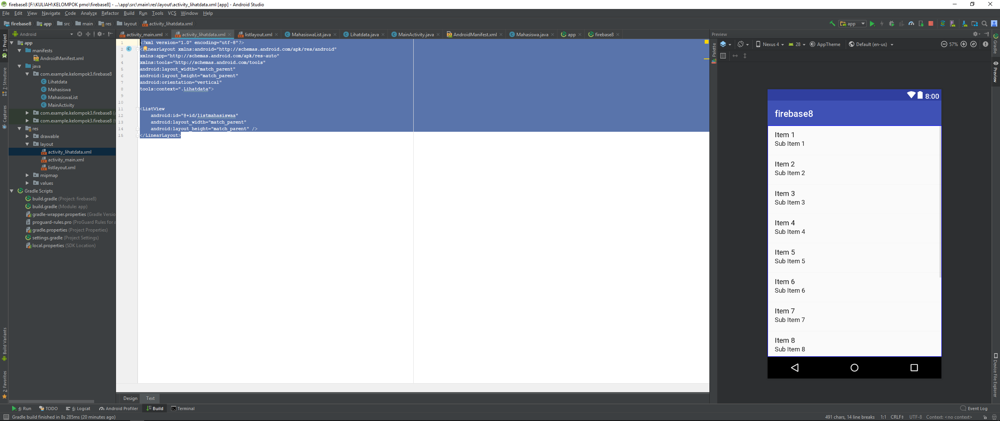 firebase8 [F:\KULIAH\KELOMPOK pmo\firebase8] - ...\app\src\main\res\layout\activity_lihatdata.xml [app] - Android Studio
File Edit View Navigate Code Analyze Refactor Build Run Tools VCS Window Help
firebase8 app src main res layout activity_lihatdata.xml
app
Android
activity_main.xml activity_lihatdata.xml listlayout.xml MahasiswaList.java Lihatdata.java MainActivity.java AndroidManifest.xml Mahasiswa.java app firebase8
Preview
1: Project
7: Structure
Captures
Build Variants
2: Favorites
app
manifests
AndroidManifest.xml
java
com.example.kelompok3.firebase8
Lihatdata
Mahasiswa
MahasiswaList
MainActivity
com.example.kelompok3.firebase8
com.example.kelompok3.firebase8
res
drawable
layout
activity_lihatdata.xml
activity_main.xml
listlayout.xml
mipmap
values
Gradle Scripts
build.gradle (Project: firebase8)
build.gradle (Module: app)
gradle-wrapper.properties (Gradle Versio
proguard-rules.pro (ProGuard Rules for a
gradle.properties (Project Properties)
settings.gradle (Project Settings)
local.properties (SDK Location)
1 <?xml version="1.0" encoding="utf-8"?>
2 <LinearLayout xmlns:android="http://schemas.android.com/apk/res/android"
3 xmlns:app="http://schemas.android.com/apk/res-auto"
4 xmlns:tools="http://schemas.android.com/tools"
5 android:layout_width="match_parent"
6 android:layout_height="match_parent"
7 android:orientation="vertical"
8 tools:context=".Lihatdata">
9
10
11 <ListView
12 android:id="@+id/listmahasiswaa"
13 android:layout_width="match_parent"
14 android:layout_height="match_parent" />
15 </LinearLayout>
Design Text
Palette
Nexus 4 28 AppTheme Default (en-us) 57%
8:00
firebase8
Item 1
Sub Item 1
Item 2
Sub Item 2
Item 3
Sub Item 3
Item 4
Sub Item 4
Item 5
Sub Item 5
Item 6
Sub Item 6
Item 7
Sub Item 7
Item 8
Sub Item 8
Gradle
Preview
Device File Explorer
4: Run TODO 6: Logcat Android Profiler Build Terminal
Event Log
Gradle build finished in 8s 285ms (20 minutes ago)
491 chars, 14 line breaks 1:1 CRLF UTF-8 Context: <no context>